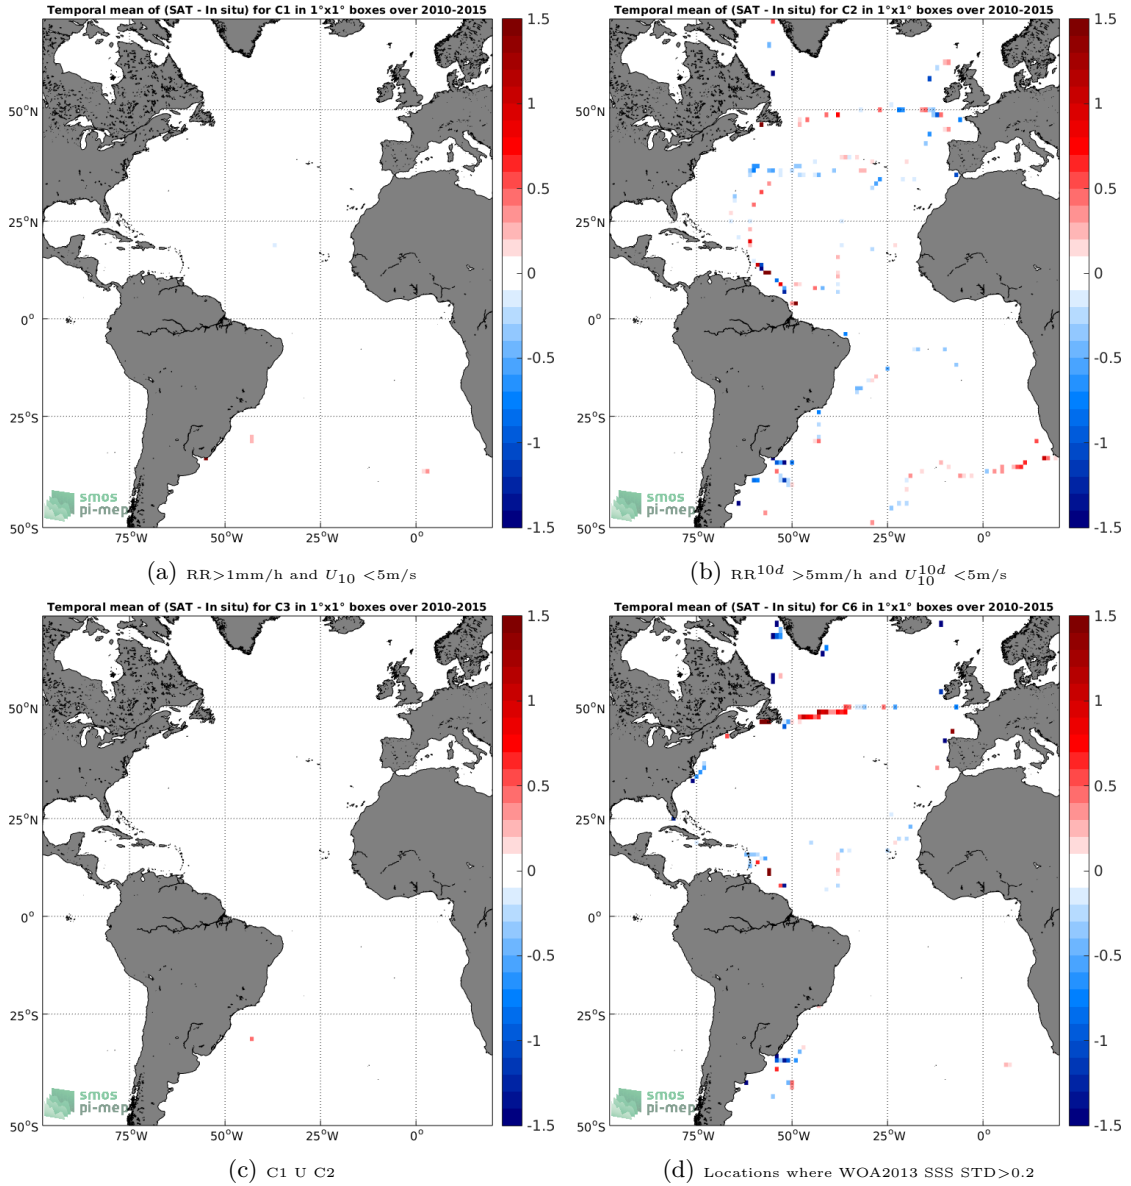 Temporal mean of (SAT - In situ) for C1 in 1°x1° boxes over 2010-2015
50°N
25°N
0°
25°S
50°S
75°W
50°W
25°W
0°
1.5
1
0.5
0
-0.5
-1
-1.5
smos
pi-mep
(a) RR>1mm/h and U10 <5m/s
Temporal mean of (SAT - In situ) for C2 in 1°x1° boxes over 2010-2015
50°N
25°N
0°
25°S
50°S
75°W
50°W
25°W
0°
1.5
1
0.5
0
-0.5
-1
-1.5
smos
pi-mep
(b) RR10d >5mm/h and U10d10 <5m/s
Temporal mean of (SAT - In situ) for C3 in 1°x1° boxes over 2010-2015
50°N
25°N
0°
25°S
50°S
75°W
50°W
25°W
0°
1.5
1
0.5
0
-0.5
-1
-1.5
smos
pi-mep
(c) C1 U C2
Temporal mean of (SAT - In situ) for C6 in 1°x1° boxes over 2010-2015
50°N
25°N
0°
25°S
50°S
75°W
50°W
25°W
0°
1.5
1
0.5
0
-0.5
-1
-1.5
smos
pi-mep
(d) Locations where WOA2013 SSS STD>0.2